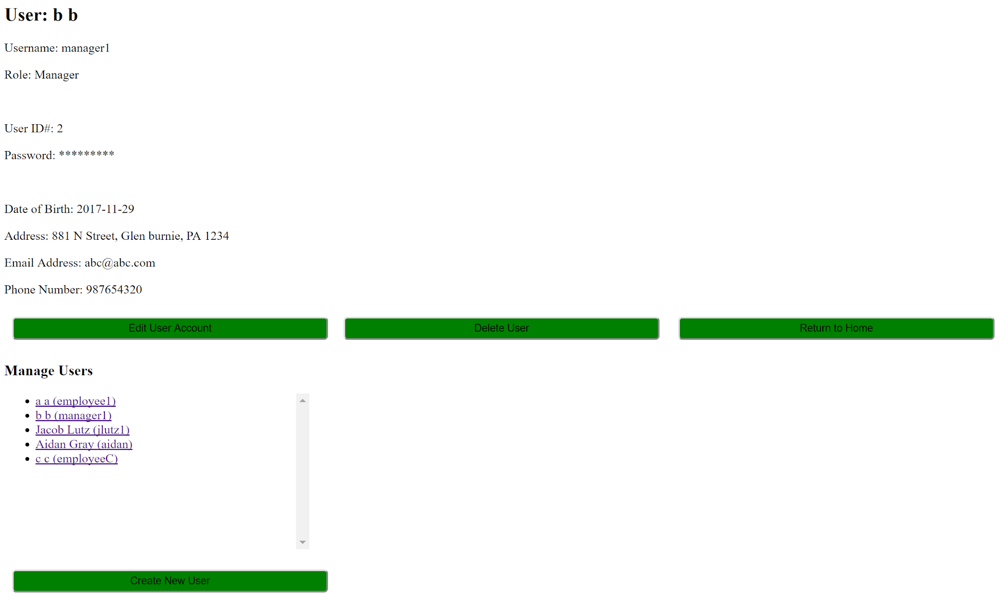 User: b b
Username: manager1
Role: Manager
User ID#: 2
Password: *********
Date of Birth: 2017-11-29
Address: 881 N Street, Glen burnie, PA 1234
Email Address: abc@abc.com
Phone Number: 987654320
Edit User Account Delete User Return to Home
Manage Users
a a (employee1)
b b (manager1)
Jacob Lutz (jlutz1)
Aidan Gray (aidan)
c c (employeeC)
Create New User